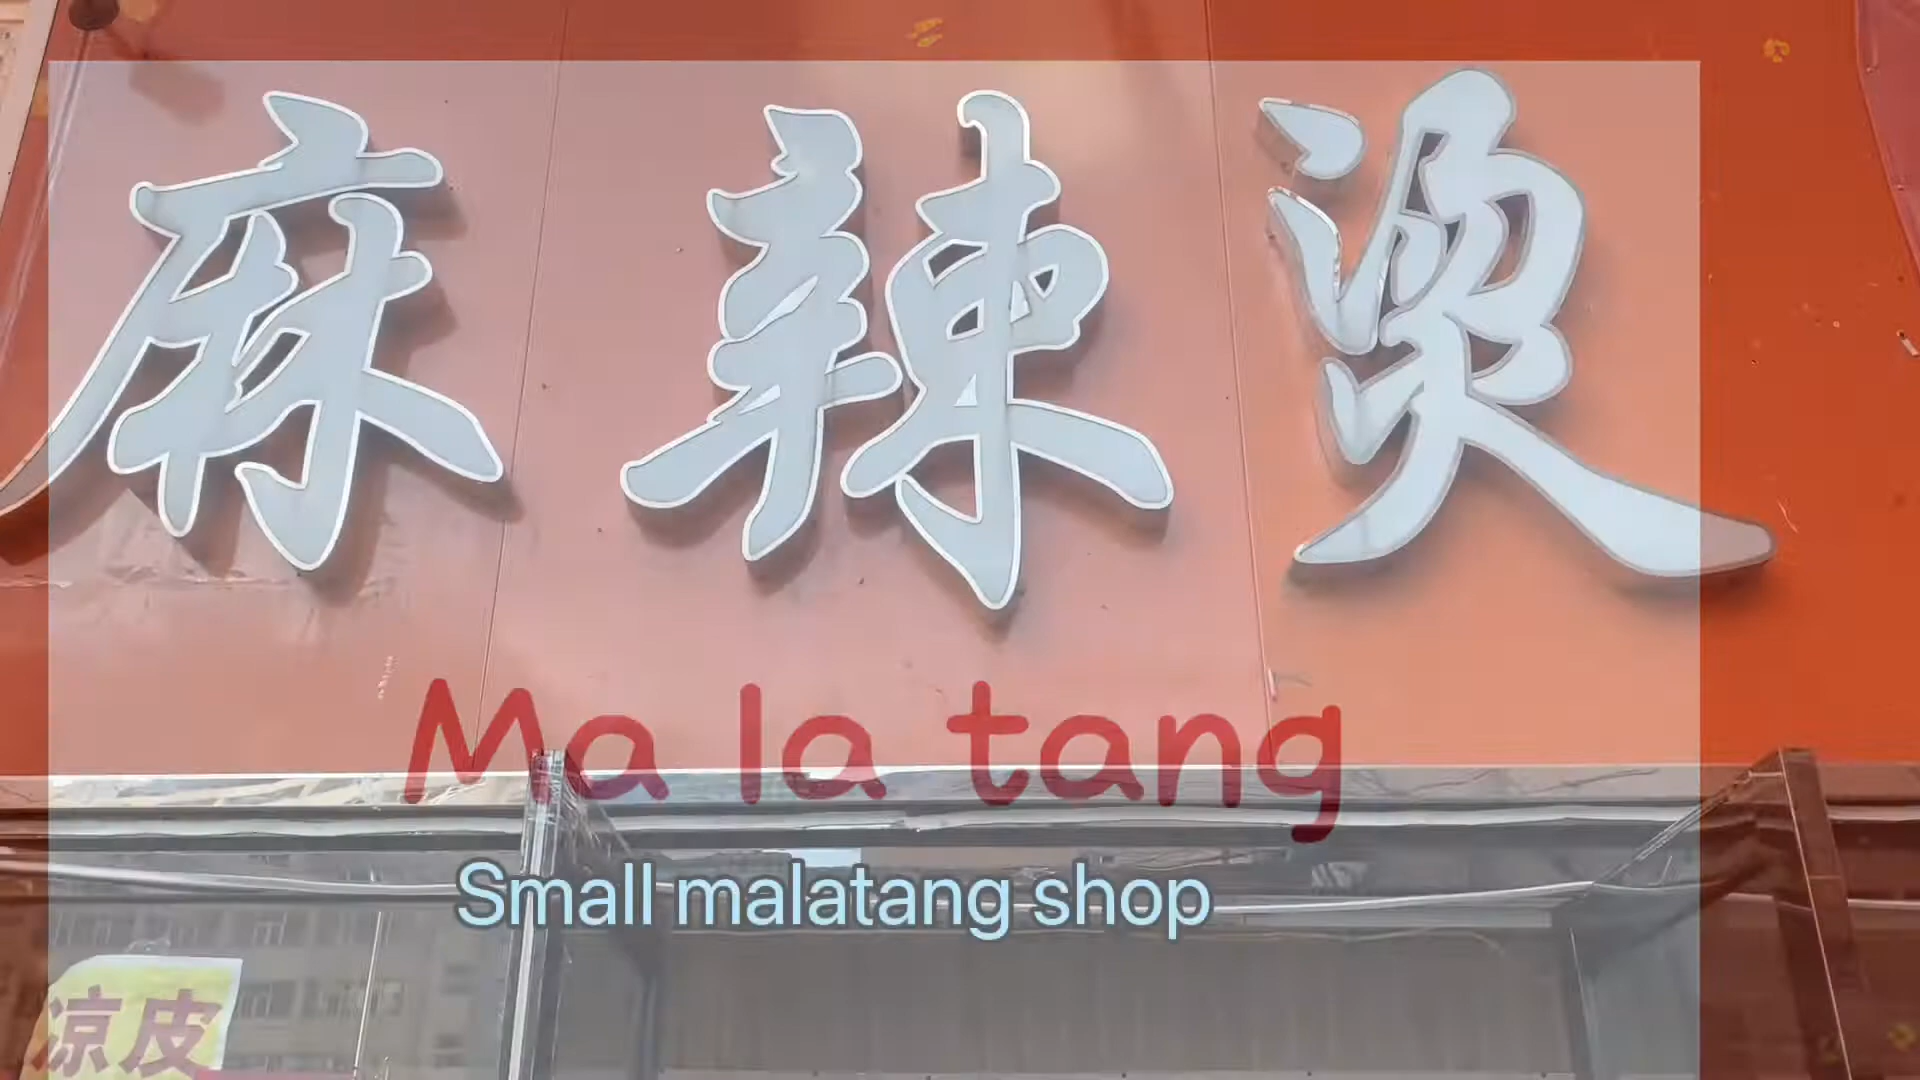 麻辣烫
Ma la tang
Small malatang shop
凉皮